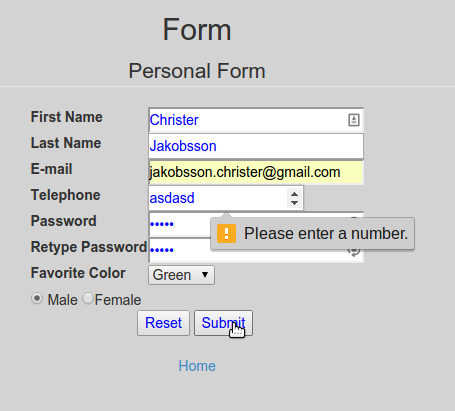 Form
Personal Form
First Name Christer
Last Name Jakobsson
E-mail jakobsson.christer@gmail.com
Telephone asdasd
Password •••••
Please enter a number.
Retype Password •••••
Favorite Color Green
Male Female
Reset Submit
Home